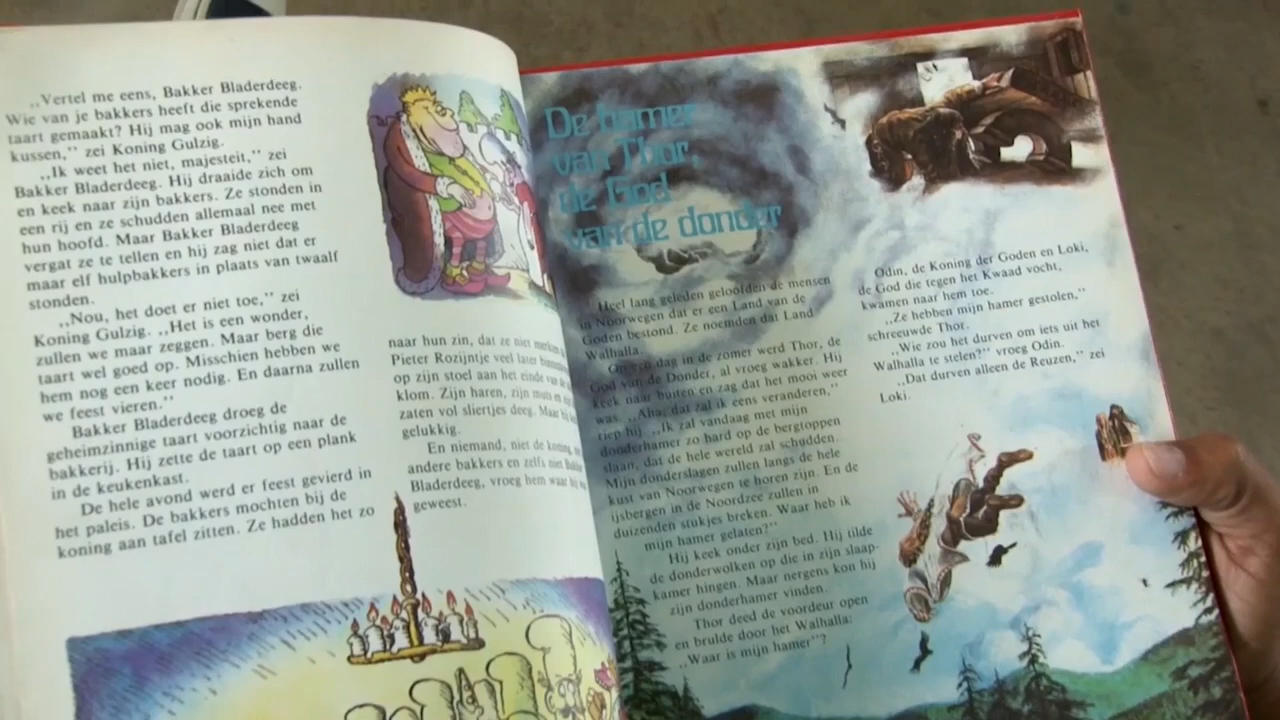 ,,Vertel me eens, Bakker Bladerdeeg.
Wie van je bakkers heeft die sprekende
taart gemaakt? Hij mag ook mijn hand
kussen,” zei Koning Gulzig.
,,Ik weet het niet, majesteit,” zei
Bakker Bladerdeeg. Hij draaide zich om
en keek naar zijn bakkers. Ze stonden in
een rij en ze schudden allemaal nee met
hun hoofd. Maar Bakker Bladerdeeg
vergat ze te tellen en hij zag niet dat er
maar elf hulpbakkers in plaats van twaalf
stonden.
,,Nou, het doet er niet toe,” zei
Koning Gulzig. ,,Het is een wonder,
zullen we maar zeggen. Maar berg die
taart wel goed op. Misschien hebben we
hem nog een keer nodig. En daarna zullen
we feest vieren.”
Bakker Bladerdeeg droeg de
geheimzinnige taart voorzichtig naar de
bakkerij. Hij zette de taart op een plank
in de keukenkast.
De hele avond werd er feest gevierd in
het paleis. De bakkers mochten bij de
koning aan tafel zitten. Ze hadden het zo
naar hun zin, dat ze niet
Pieter Rozijntje veel later
op zijn stoel aan het einde van de
klom. Zijn haren, zijn muts en
zaten vol sliertjes deeg. Maar hij
gelukkig.
En niemand, niet de koning,
andere bakkers en zelfs niet Bakker
Bladerdeeg, vroeg hem waar hij
geweest.
De hamer
van Thor,
de God
van de donder
Heel lang geleden geloofden de mensen
in Noorwegen dat er een Land van de
Goden bestond. Ze noemden dat Land
Walhalla.
Op een dag in de zomer werd Thor, de
God van de Donder, al vroeg wakker. Hij
keek naar buiten en zag dat het mooi weer
was. ,,Aha, dat zal ik eens veranderen,”
riep hij. ,,Ik zal vandaag met mijn
donderhamer zo hard op de bergtoppen
slaan, dat de hele wereld zal schudden.
Mijn donderslagen zullen langs de hele
kust van Noorwegen te horen zijn. En de
ijsbergen in de Noordzee zullen in
duizenden stukjes breken. Waar heb ik
mijn hamer gelaten?”
Hij keek onder zijn bed. Hij tilde
de donderwolken op die in zijn slaap-
kamer hingen. Maar nergens kon hij
zijn donderhamer vinden.
Thor deed de voordeur open
en brulde door het Walhalla:
,,Waar is mijn hamer”?
Odin, de Koning der Goden en Loki,
de God die tegen het Kwaad vocht,
kwamen naar hem toe.
,,Ze hebben mijn hamer gestolen,”
schreeuwde Thor.
,,Wie zou het durven om iets uit het
Walhalla te stelen?” vroeg Odin.
,,Dat durven alleen de Reuzen,” zei
Loki.